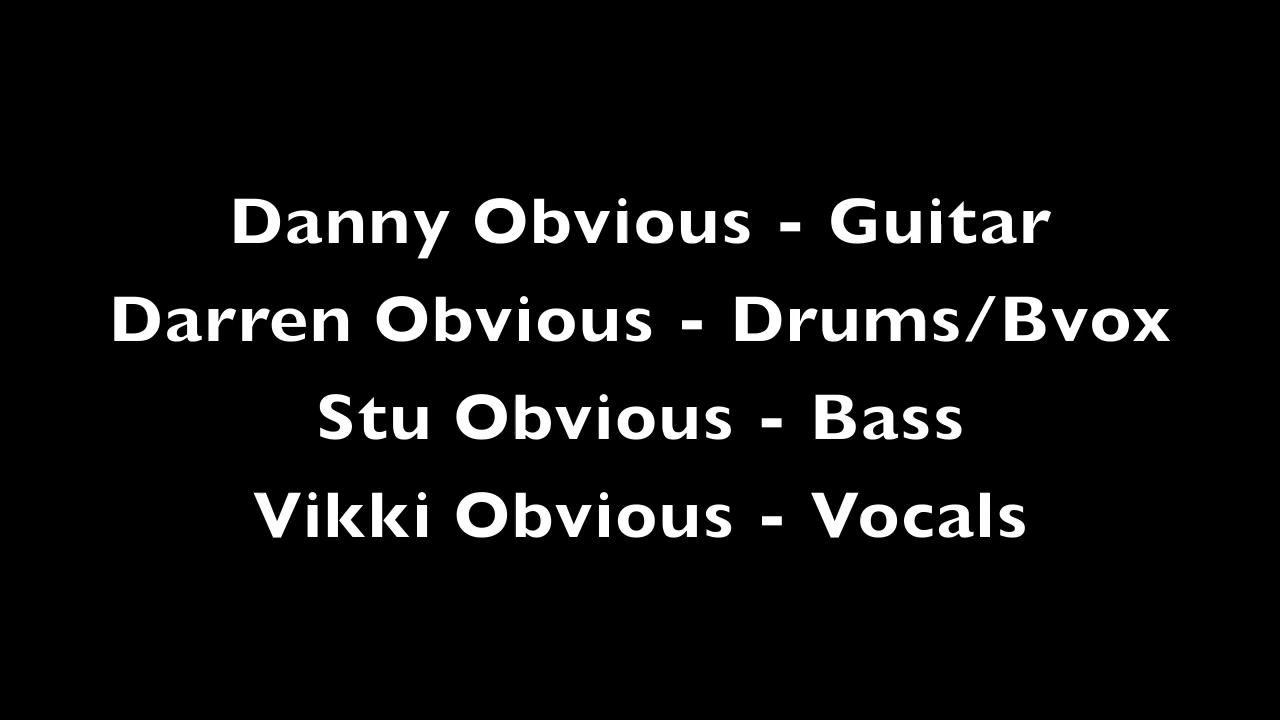 Danny Obvious - Guitar
Darren Obvious - Drums/Bvox
Stu Obvious - Bass
Vikki Obvious - Vocals